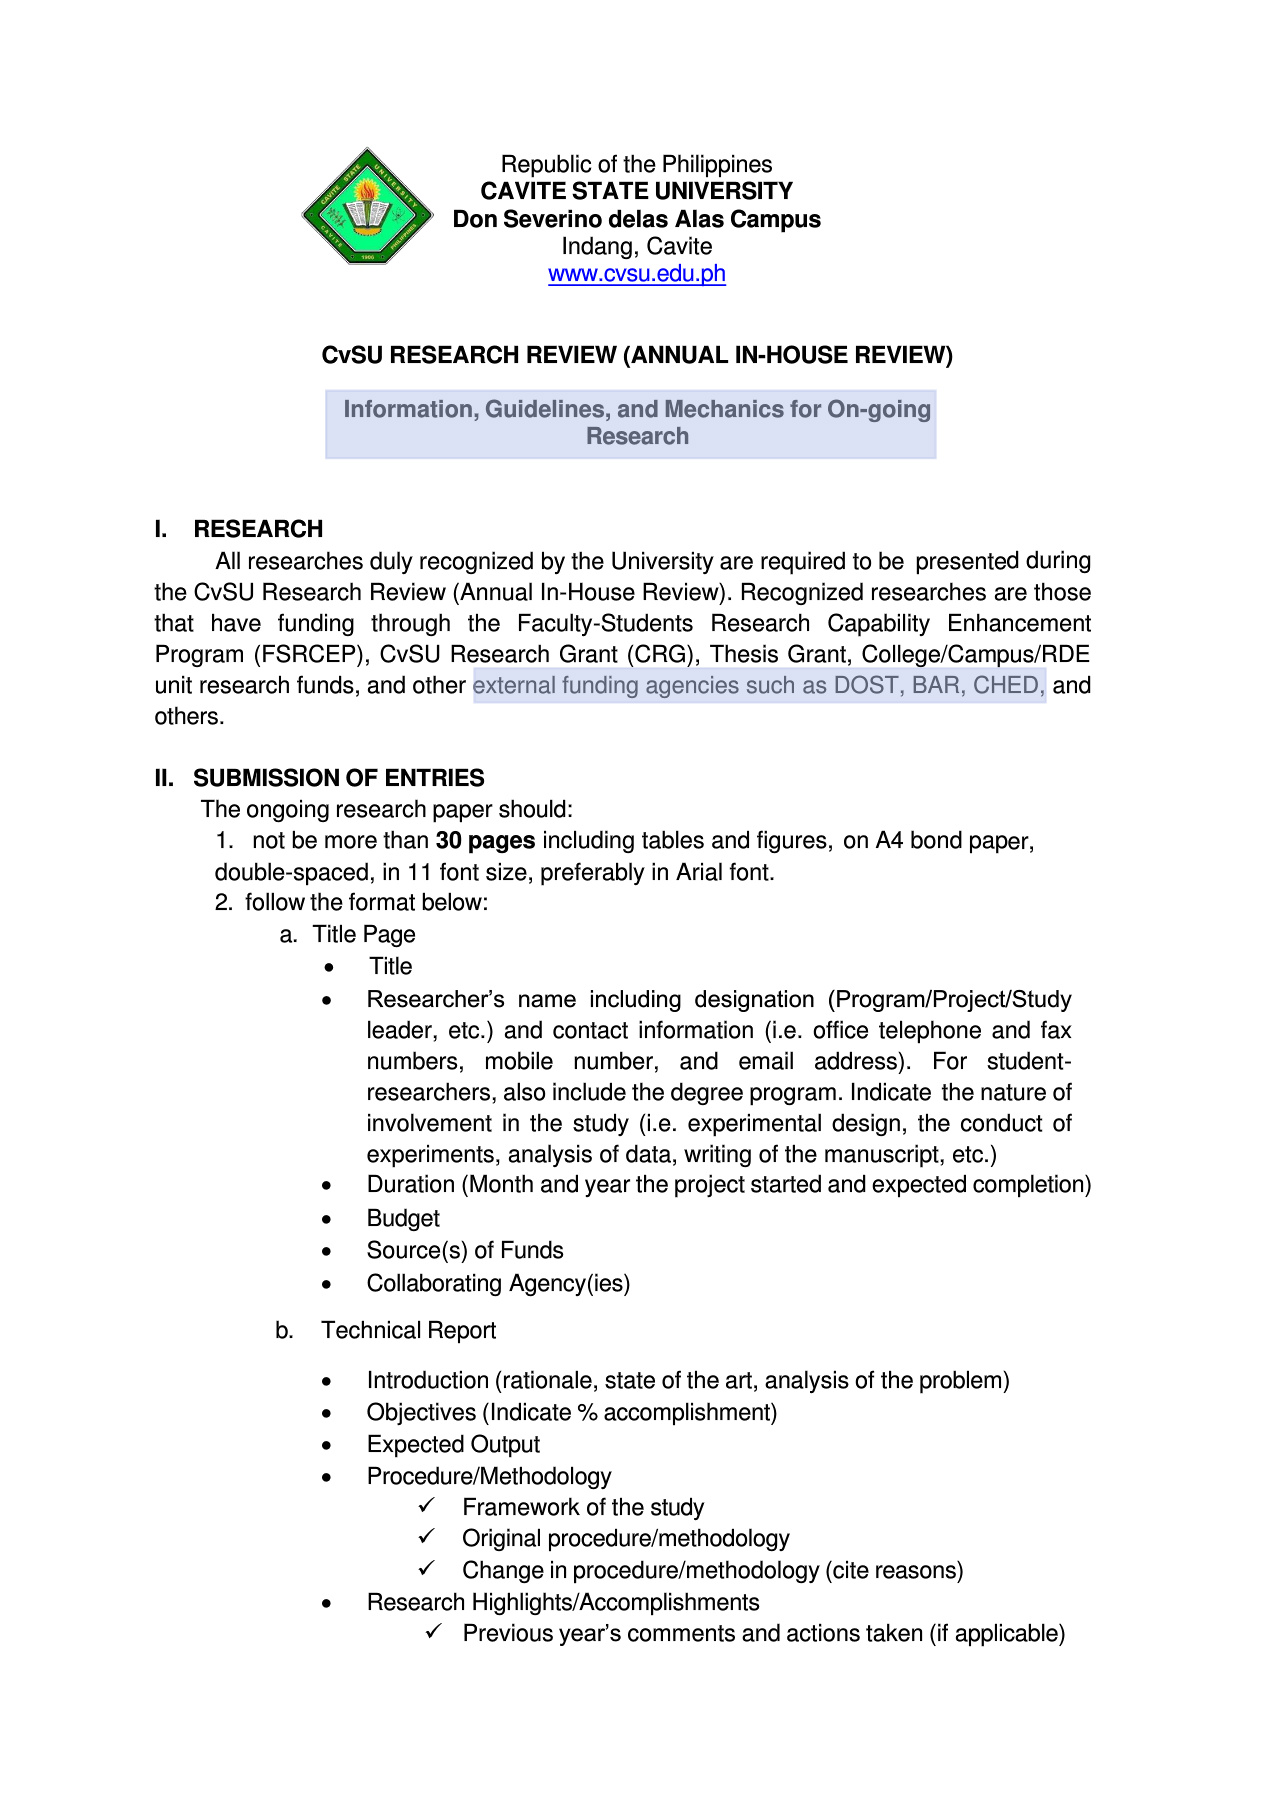 CAVITE STATE UNIVERSITY
CAVITE PHILIPPINES
1906
Republic of the Philippines
CAVITE STATE UNIVERSITY
Don Severino delas Alas Campus
Indang, Cavite
www.cvsu.edu.ph
CvSU RESEARCH REVIEW (ANNUAL IN-HOUSE REVIEW)
Information, Guidelines, and Mechanics for On-going
Research
I. RESEARCH
All researches duly recognized by the University are required to be presented during
the CvSU Research Review (Annual In-House Review). Recognized researches are those
that have funding through the Faculty-Students Research Capability Enhancement
Program (FSRCEP), CvSU Research Grant (CRG), Thesis Grant, College/Campus/RDE
unit research funds, and other external funding agencies such as DOST, BAR, CHED, and
others.
II. SUBMISSION OF ENTRIES
The ongoing research paper should:
1. not be more than 30 pages including tables and figures, on A4 bond paper,
double-spaced, in 11 font size, preferably in Arial font.
2. follow the format below:
a. Title Page
• Title
• Researcher’s name including designation (Program/Project/Study
leader, etc.) and contact information (i.e. office telephone and fax
numbers, mobile number, and email address). For student-
researchers, also include the degree program. Indicate the nature of
involvement in the study (i.e. experimental design, the conduct of
experiments, analysis of data, writing of the manuscript, etc.)
• Duration (Month and year the project started and expected completion)
• Budget
• Source(s) of Funds
• Collaborating Agency(ies)
b. Technical Report
• Introduction (rationale, state of the art, analysis of the problem)
• Objectives (Indicate % accomplishment)
• Expected Output
• Procedure/Methodology
✓ Framework of the study
✓ Original procedure/methodology
✓ Change in procedure/methodology (cite reasons)
• Research Highlights/Accomplishments
✓ Previous year’s comments and actions taken (if applicable)